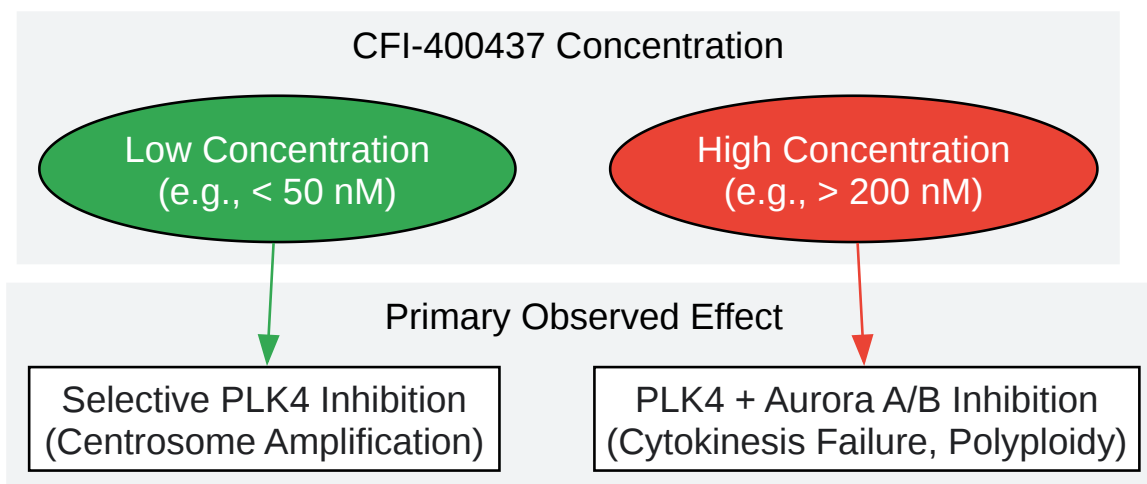 CFI-400437 Concentration
Low Concentration
(e.g., < 50 nM)
High Concentration
(e.g., > 200 nM)
Primary Observed Effect
Selective PLK4 Inhibition
(Centrosome Amplification)
PLK4 + Aurora A/B Inhibition
(Cytokinesis Failure, Polyploidy)